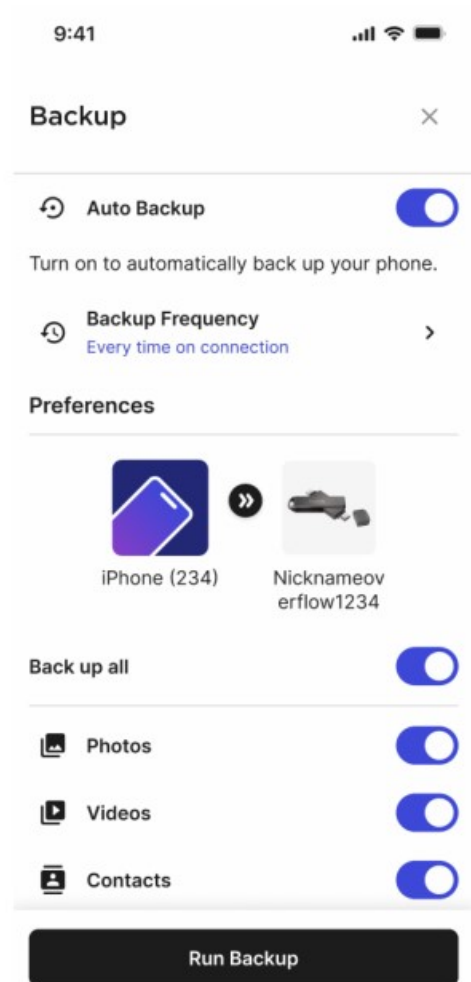 9:41
Backup
Auto Backup
Turn on to automatically back up your phone.
Backup Frequency
Every time on connection
Preferences
iPhone (234)
Nicknameov
erflow1234
Back up all
Photos
Videos
Contacts
Run Backup